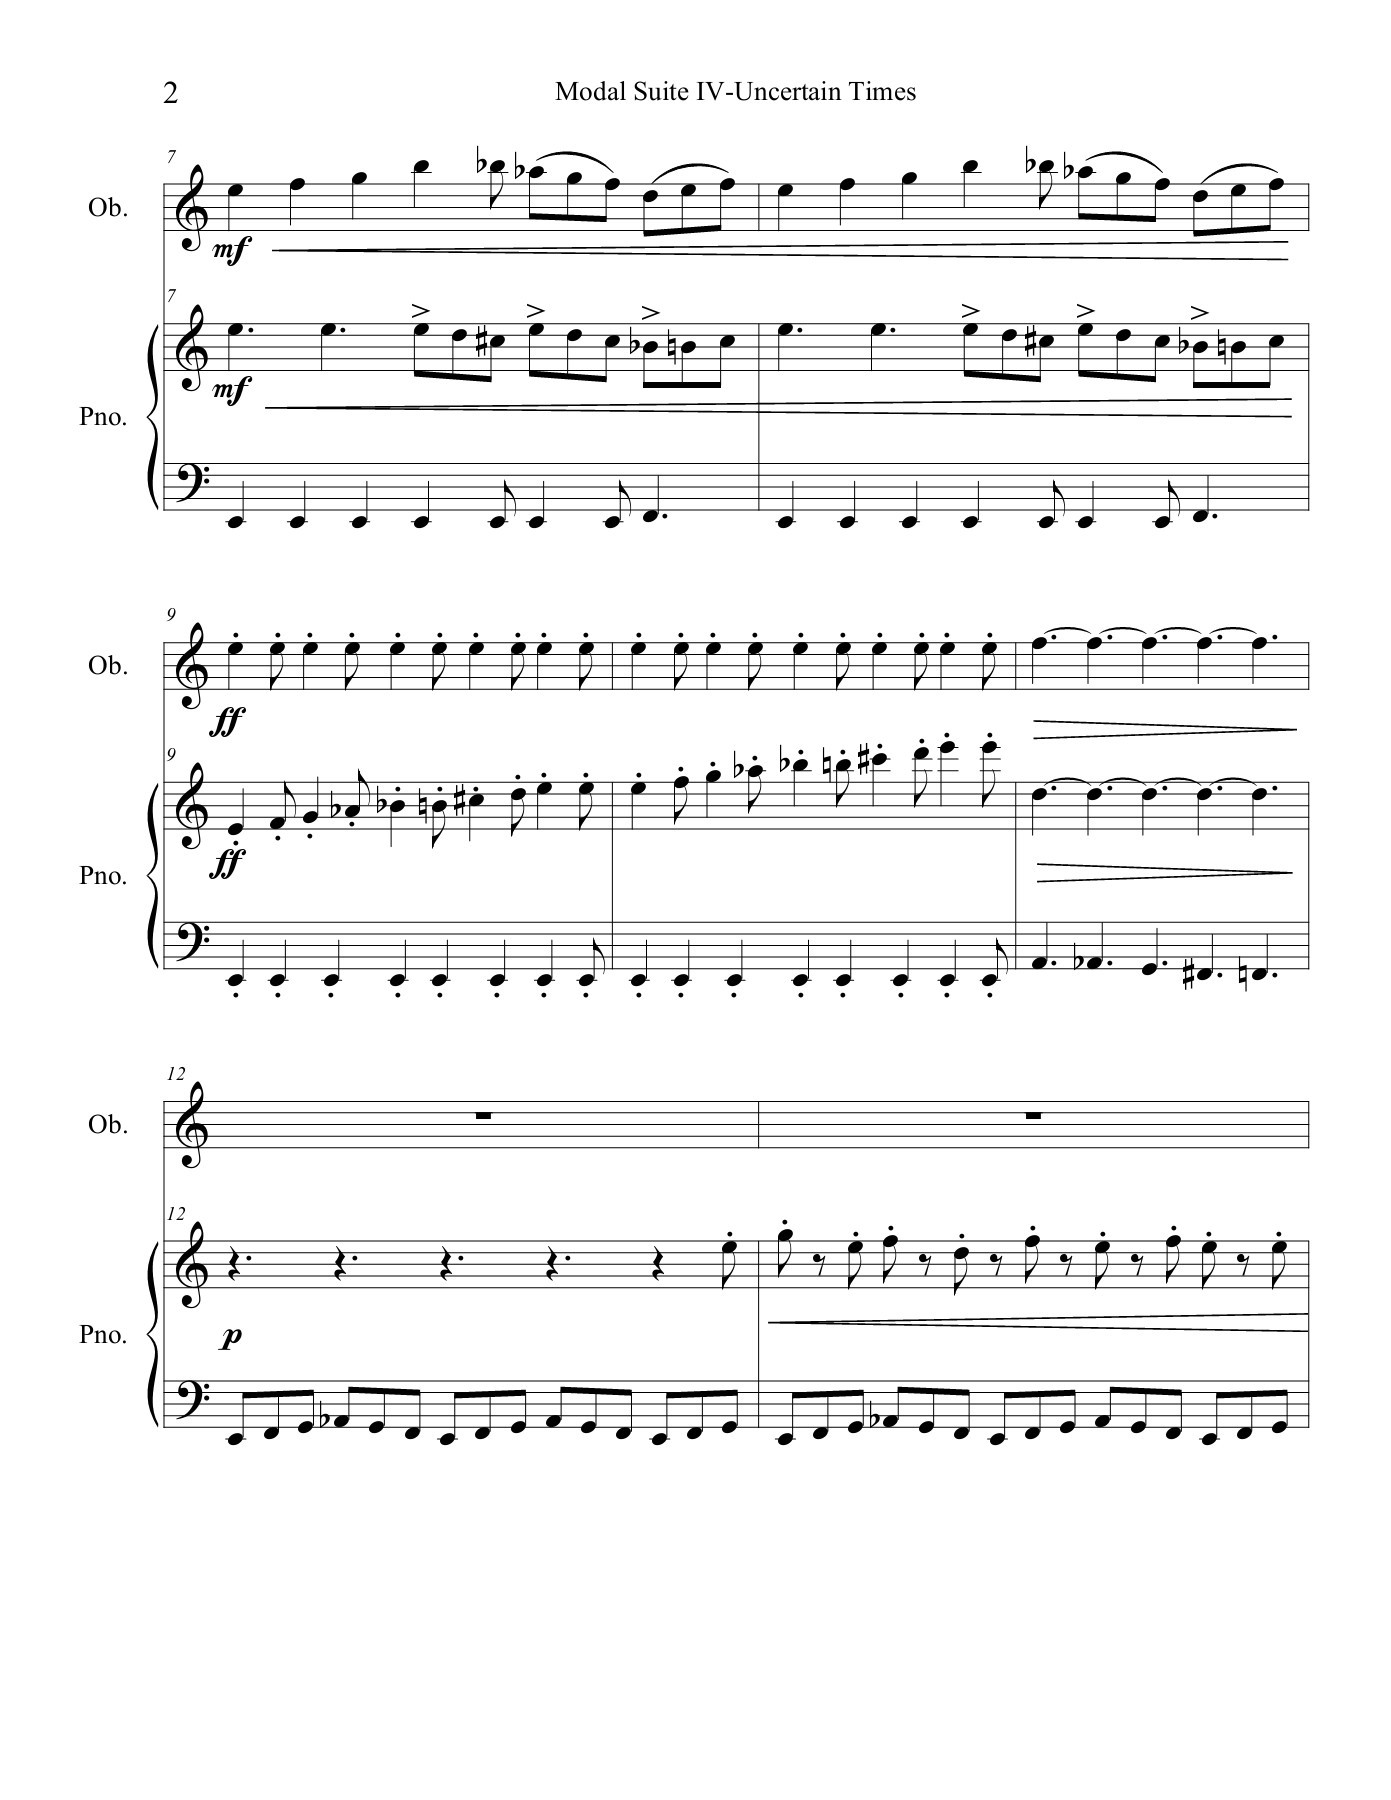 2
Modal Suite IV-Uncertain Times
7
Ob.
mf
7
mf
Pno.
9
Ob.
ff
9
ff
Pno.
12
Ob.
12
p
Pno.